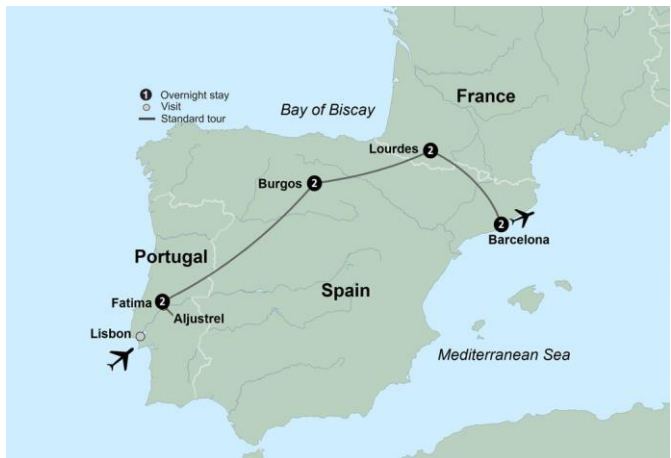 1 Overnight stay
Visit
Standard tour
Bay of Biscay
France
Lourdes 2
Burgos 2
2
Barcelona
Portugal
Spain
Fatima 2
Aljustrel
Lisbon
Mediterranean Sea